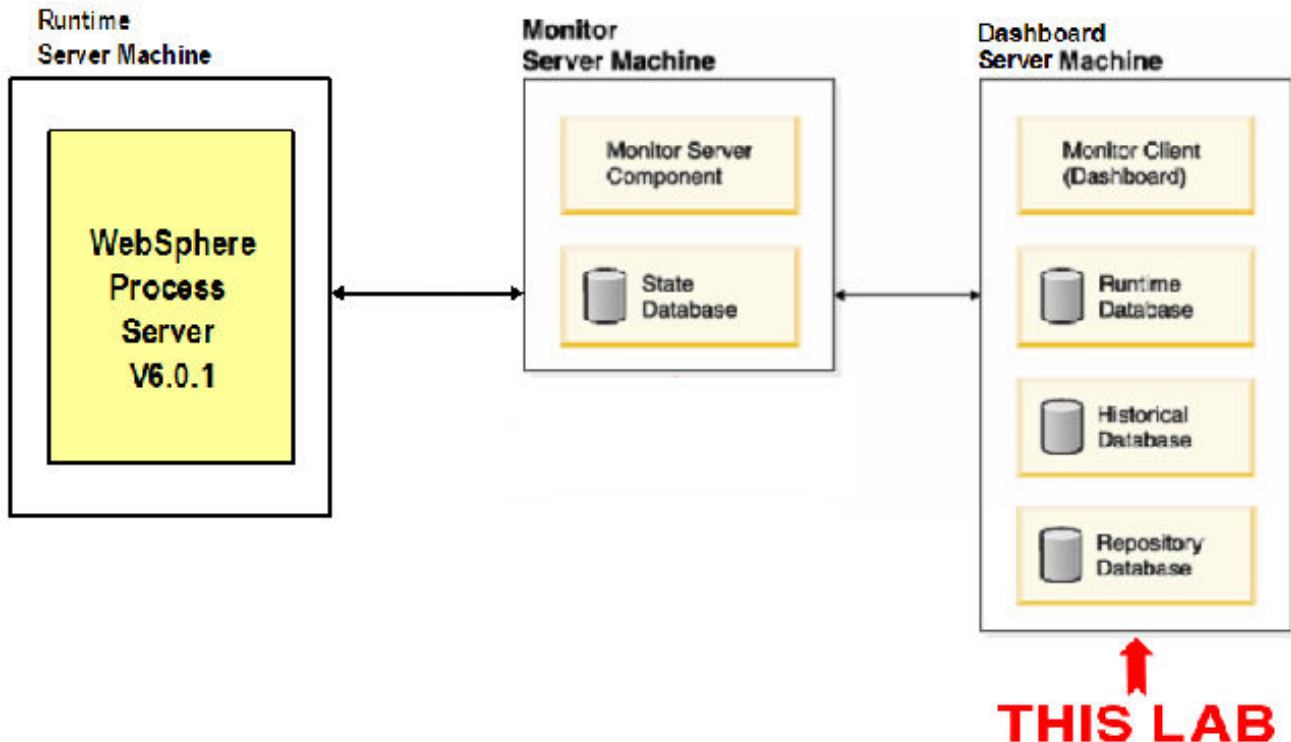 Runtime
Server Machine
WebSphere
Process
Server
V6.0.1
Monitor
Server Machine
Monitor Server
Component
State
Database
Dashboard
Server Machine
Monitor Client
(Dashboard)
Runtime
Database
Historical
Database
Repository
Database
THIS LAB